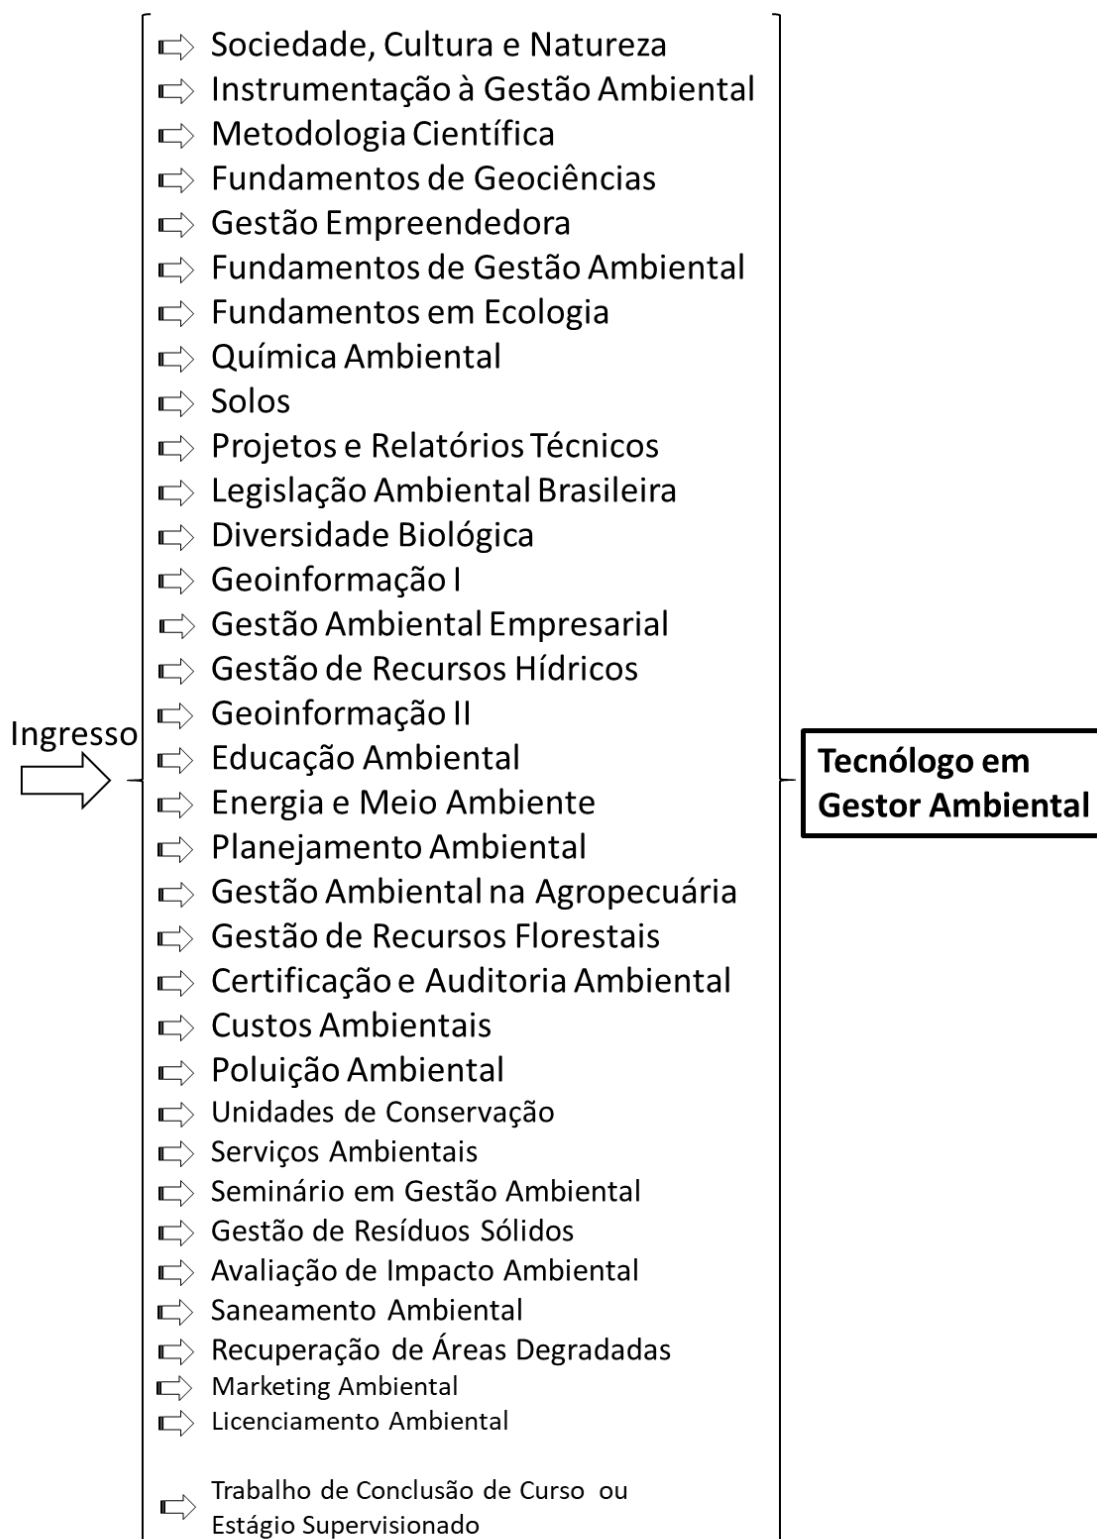 Sociedade, Cultura e Natureza
Instrumentação à Gestão Ambiental
Metodologia Científica
Fundamentos de Geociências
Gestão Empreendedora
Fundamentos de Gestão Ambiental
Fundamentos em Ecologia
Química Ambiental
Solos
Projetos e Relatórios Técnicos
Legislação Ambiental Brasileira
Diversidade Biológica
Geoinformação I
Gestão Ambiental Empresarial
Gestão de Recursos Hídricos
Geoinformação II
Ingresso
Educação Ambiental
Energia e Meio Ambiente
Planejamento Ambiental
Gestão Ambiental na Agropecuária
Gestão de Recursos Florestais
Certificação e Auditoria Ambiental
Custos Ambientais
Poluição Ambiental
Unidades de Conservação
Serviços Ambientais
Seminário em Gestão Ambiental
Gestão de Resíduos Sólidos
Avaliação de Impacto Ambiental
Saneamento Ambiental
Recuperação de Áreas Degradadas
Marketing Ambiental
Licenciamento Ambiental
Trabalho de Conclusão de Curso ou
Estágio Supervisionado
Tecnólogo em
Gestor Ambiental